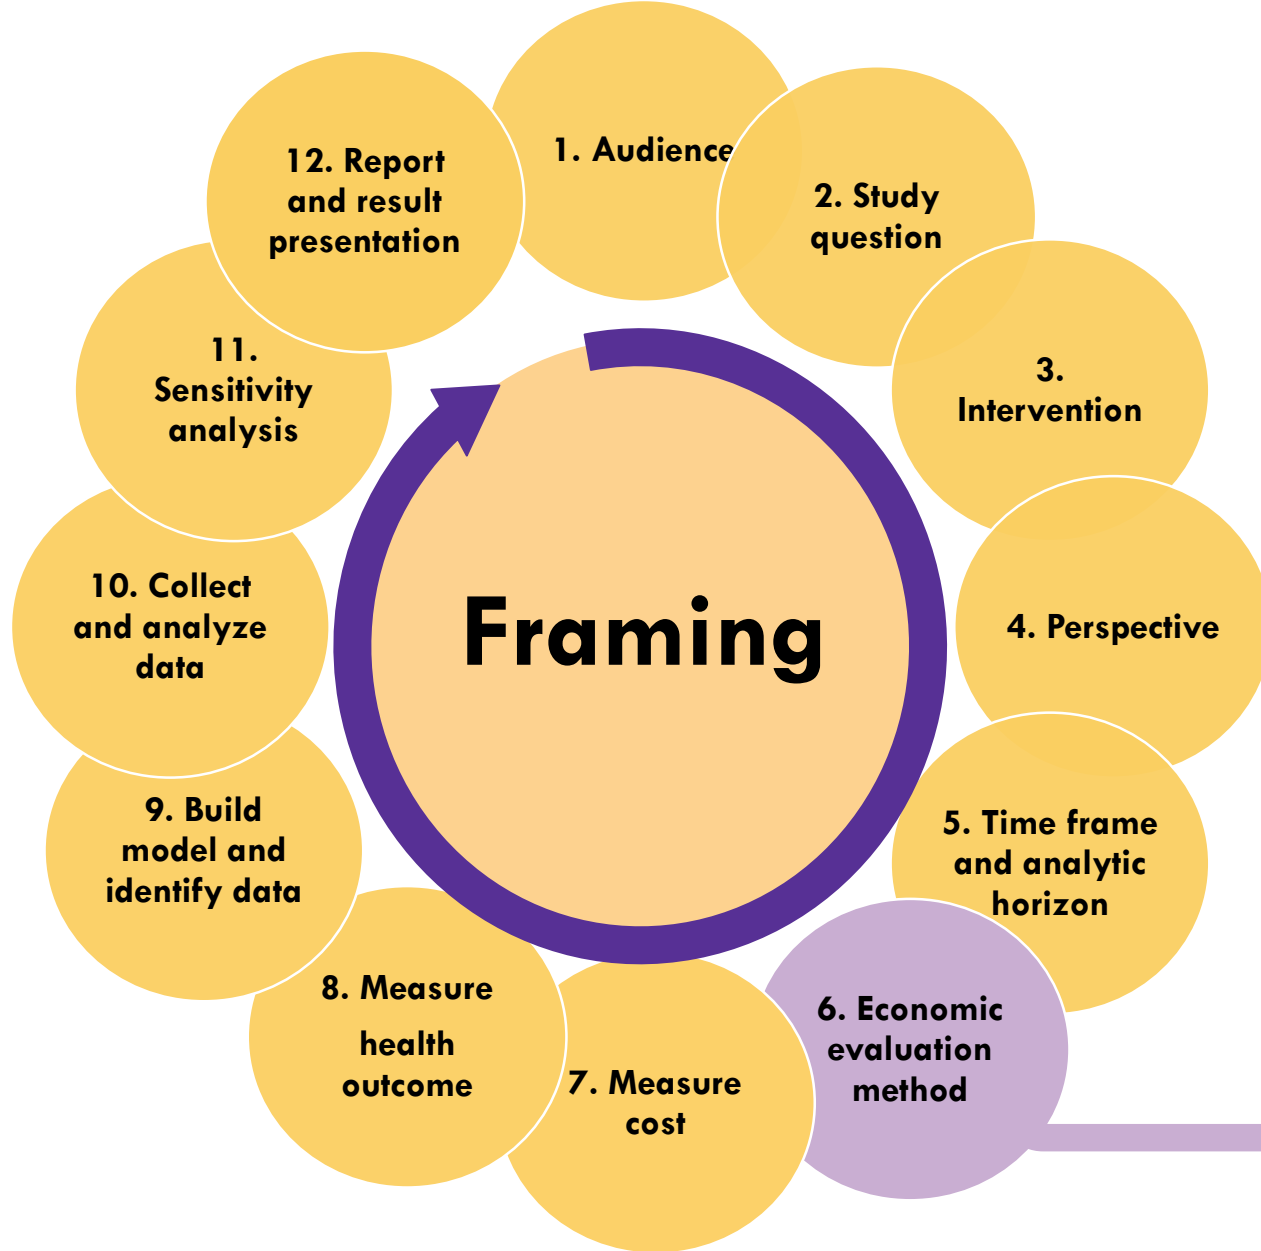 1. Audience
2. Study
question
3.
Intervention
4. Perspective
5. Time frame
and analytic
horizon
6. Economic
evaluation
method
7. Measure
cost
8. Measure
health
outcome
9. Build
model and
identify data
10. Collect
and analyze
data
11.
Sensitivity
analysis
12. Report
and result
presentation
Framing